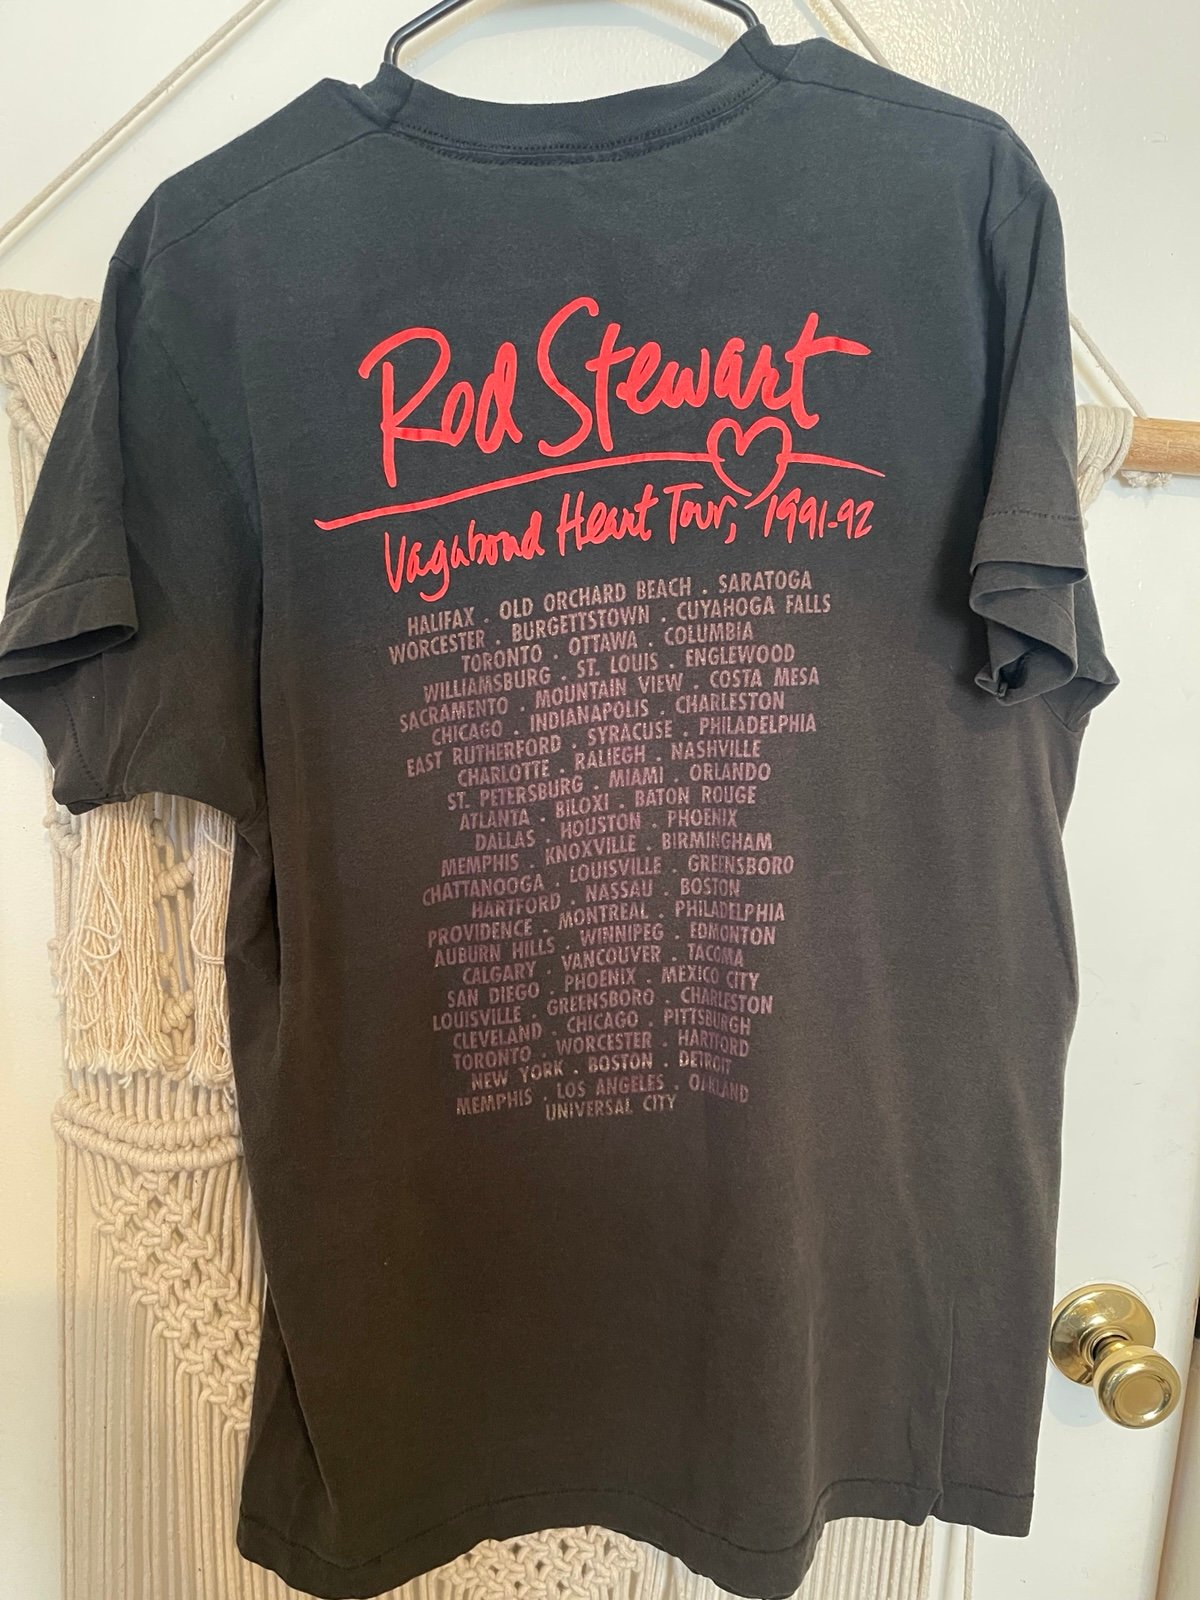 Rod Stewart
Vagabond Heart Tour, 1991-92
HALIFAX . OLD ORCHARD BEACH . SARATOGA
WORCESTER . BURGETTSTOWN . CUYAHOGA FALLS
TORONTO . OTTAWA . COLUMBIA
WILLIAMSBURG . ST. LOUIS . ENGLEWOOD
SACRAMENTO . MOUNTAIN VIEW . COSTA MESA
CHICAGO . INDIANAPOLIS . CHARLESTON
EAST RUTHERFORD . SYRACUSE . PHILADELPHIA
CHARLOTTE . RALIEGH . NASHVILLE
ST. PETERSBURG . MIAMI . ORLANDO
ATLANTA . BILOXI . BATON ROUGE
DALLAS . HOUSTON . PHOENIX
MEMPHIS . KNOXVILLE . BIRMINGHAM
CHATTANOOGA . LOUISVILLE . GREENSBORO
HARTFORD . NASSAU . BOSTON
PROVIDENCE . MONTREAL . PHILADELPHIA
AUBURN HILLS . WINNIPEG . EDMONTON
CALGARY . VANCOUVER . TACOMA
SAN DIEGO . PHOENIX . MEXICO CITY
LOUISVILLE . GREENSBORO . CHARLESTON
CLEVELAND . CHICAGO . PITTSBURGH
TORONTO . WORCESTER . HARTFORD
NEW YORK . BOSTON . DETROIT
MEMPHIS . LOS ANGELES . OAKLAND
UNIVERSAL CITY